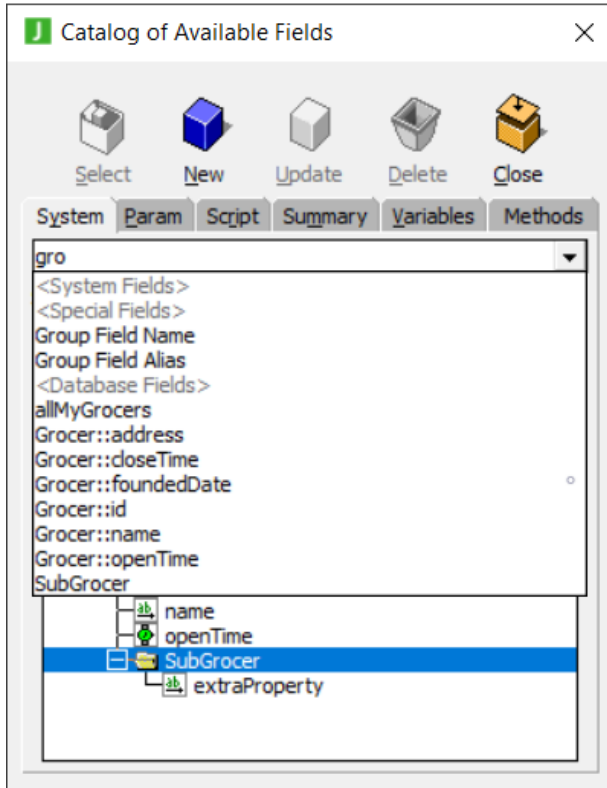 J Catalog of Available Fields
Select New Update Delete Close
System Param Script Summary Variables Methods
gro
<System Fields>
<Special Fields>
Group Field Name
Group Field Alias
<Database Fields>
allMyGrocers
Grocer::address
Grocer::closeTime
Grocer::foundedDate
Grocer::id
Grocer::name
Grocer::openTime
SubGrocer
ab name
openTime
SubGrocer
ab extraProperty